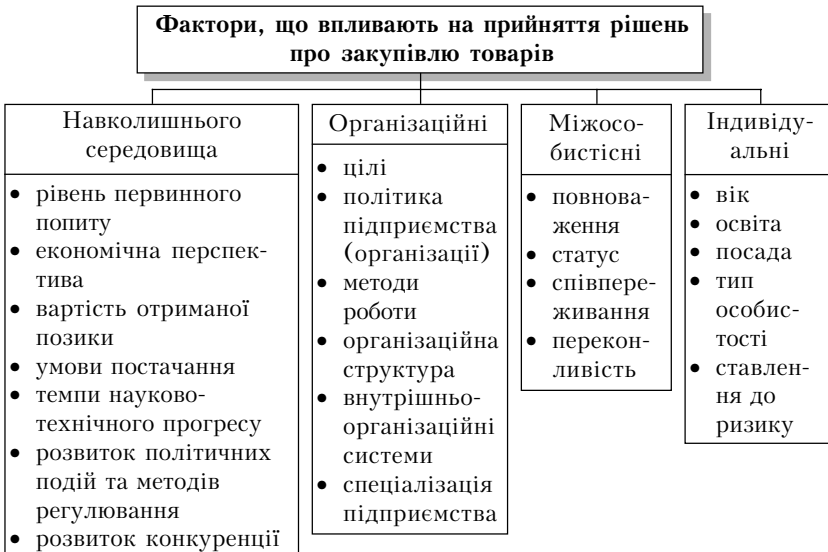 Фактори, що впливають на прийняття рішень
про закупівлю товарів
Навколишнього
середовища
• рівень первинного
попиту
• економічна перспек-
тива
• вартість отриманої
позики
• умови постачання
• темпи науково-
технічного прогресу
• розвиток політичних
подій та методів
регулювання
• розвиток конкуренції
Організаційні
• цілі
• політика
підприємства
(організації)
• методи
роботи
• організаційна
структура
• внутрішньо-
організаційні
системи
• спеціалізація
підприємства
Міжосо-
бистісні
• повнова-
ження
• статус
• співпере-
живання
• перекон-
ливість
Індивіду-
альні
• вік
• освіта
• посада
• тип
особис-
тості
• ставлен-
ня до
ризику